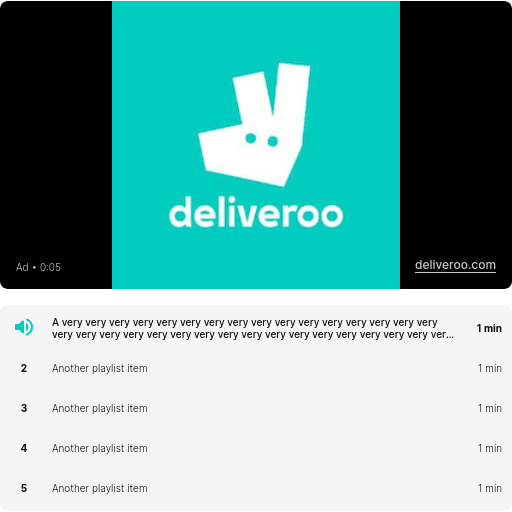 deliveroo
Ad • 0:05
deliveroo.com
A very very very very very very very very very very very very very very very very
very very very very very very very very very very very very very very very very ver...
1 min
2 Another playlist item 1 min
3 Another playlist item 1 min
4 Another playlist item 1 min
5 Another playlist item 1 min